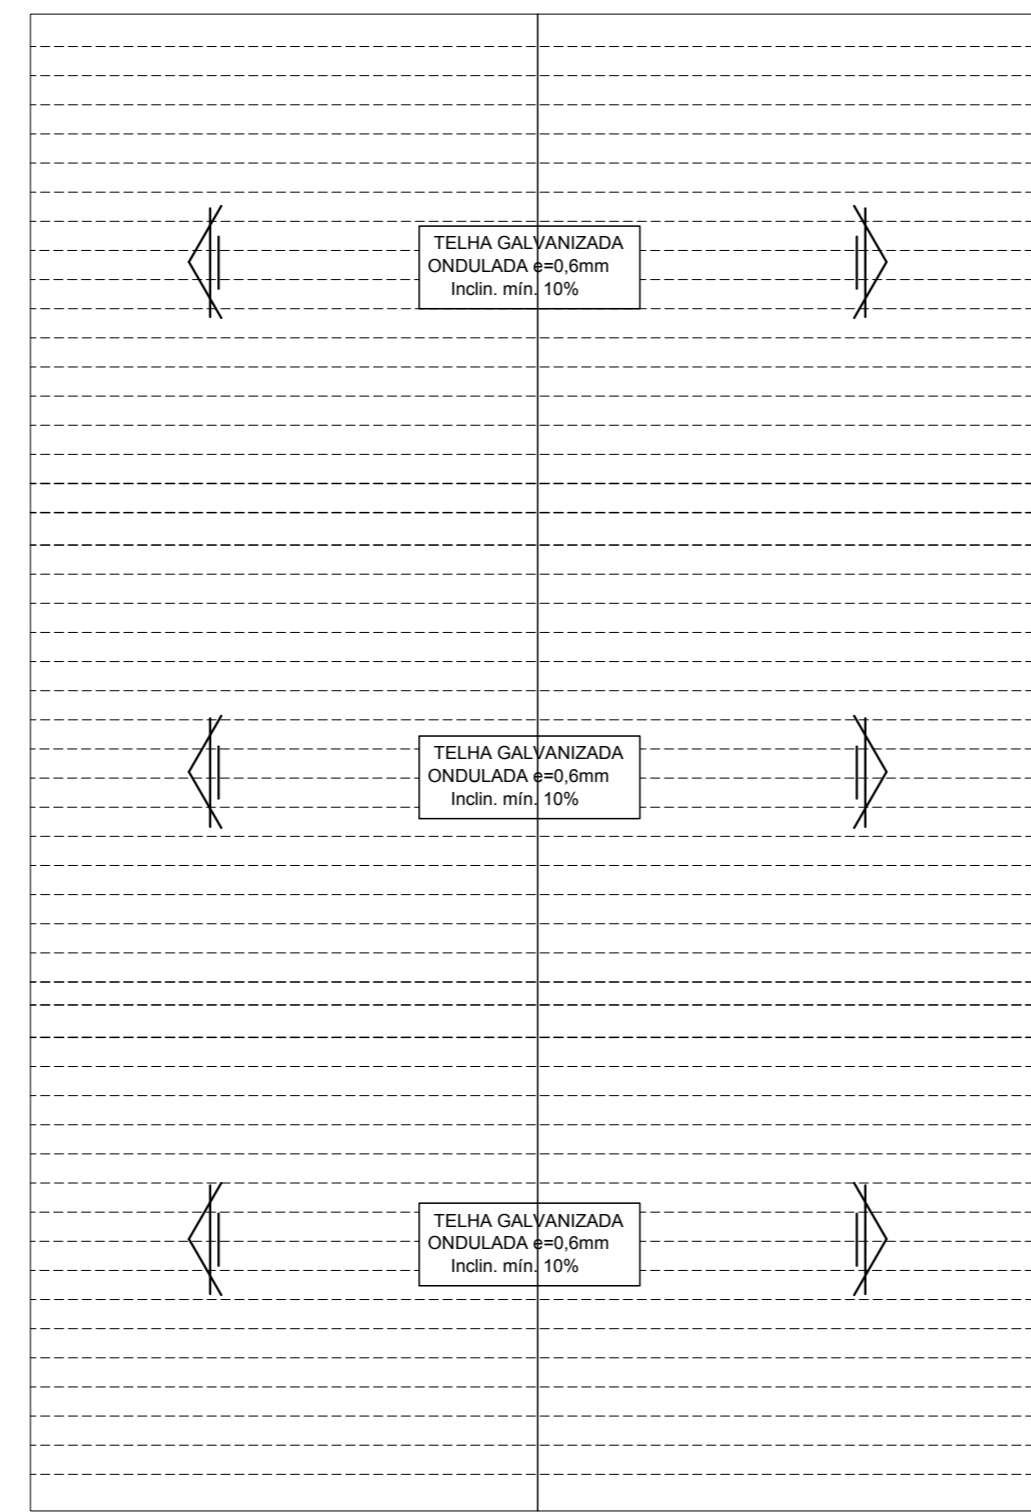 TELHA GALVANIZADA
ONDULADA e=0,6mm
Inclin. mín. 10%
TELHA GALVANIZADA
ONDULADA e=0,6mm
Inclin. mín. 10%
TELHA GALVANIZADA
ONDULADA e=0,6mm
Inclin. mín. 10%